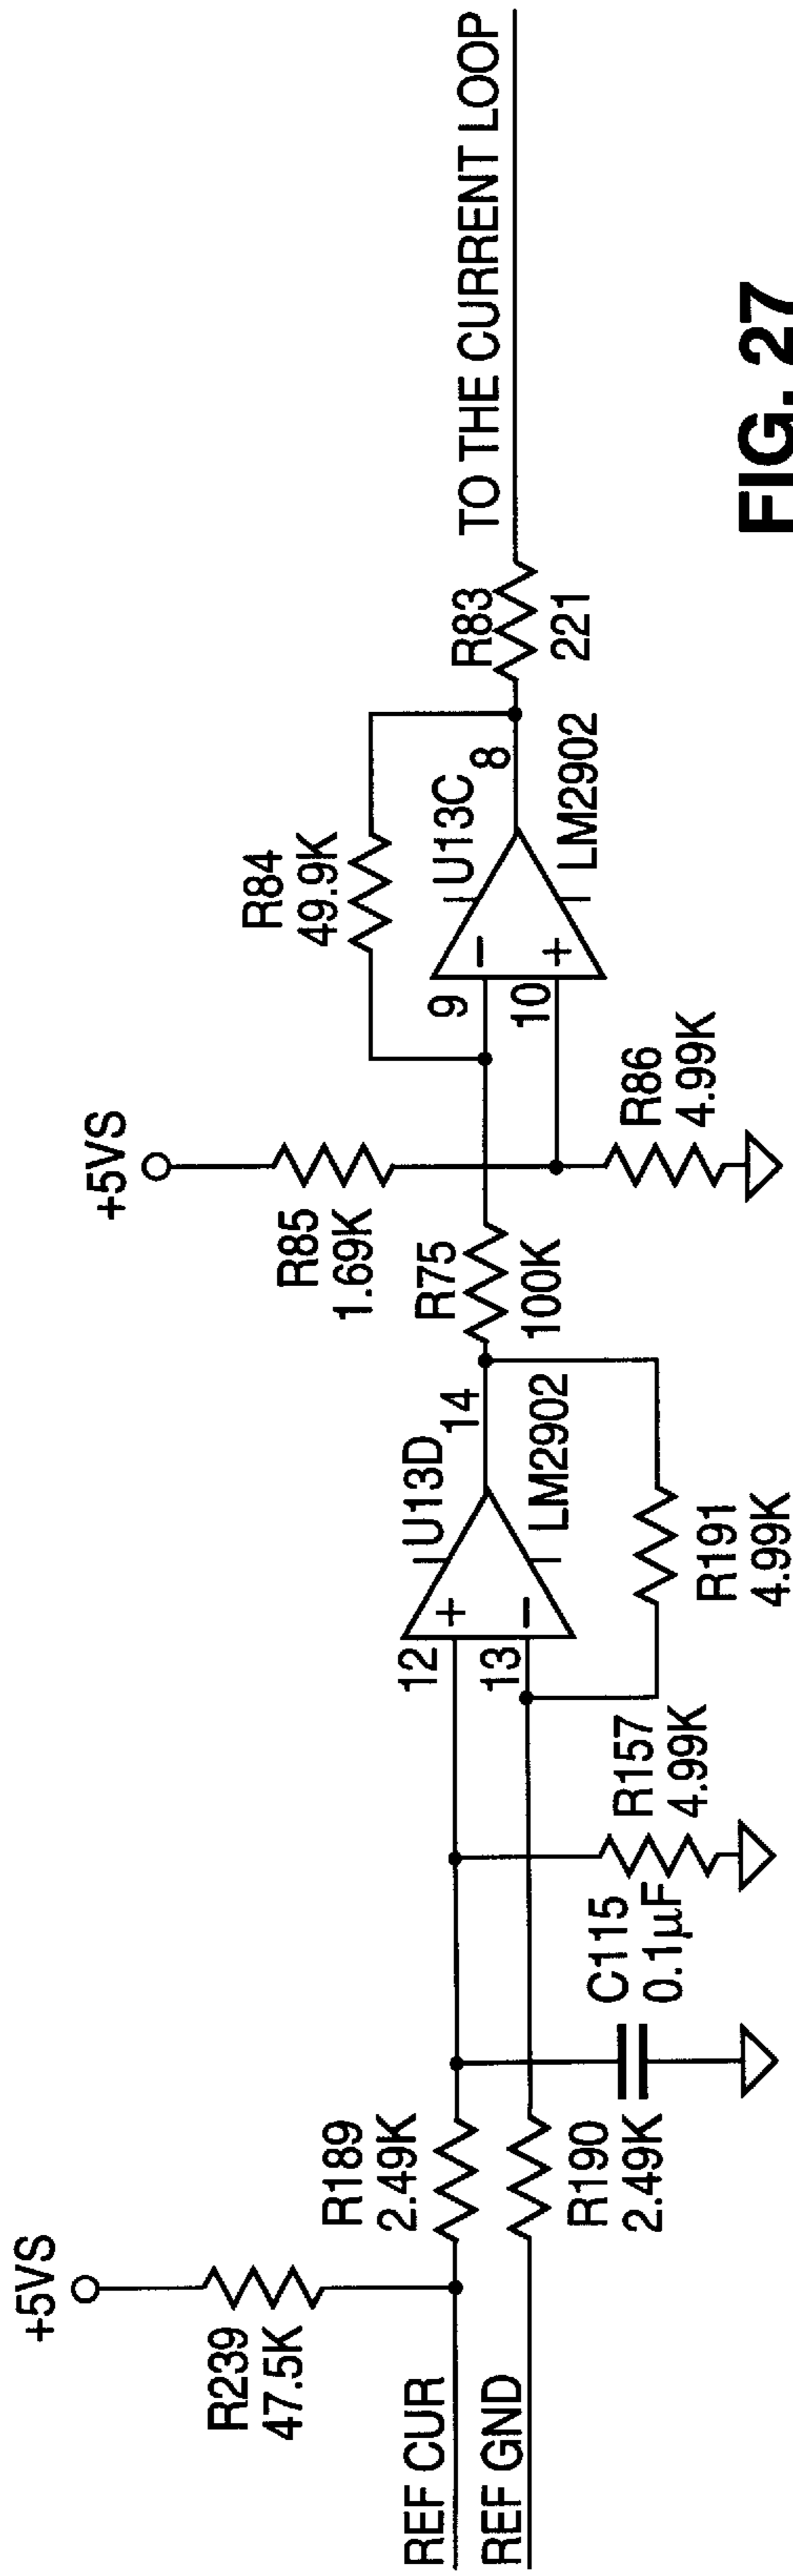 +5VS
R239
47.5K
REF CUR
REF GND
R189
2.49K
R190
2.49K
C115
0.1µF
R157
4.99K
12
13
+
−
U13D
14
LM2902
R191
4.99K
R75
100K
+5VS
R85
1.69K
R86
4.99K
9
10
−
+
R84
49.9K
U13C
8
LM2902
R83
221
TO THE CURRENT LOOP
FIG. 27